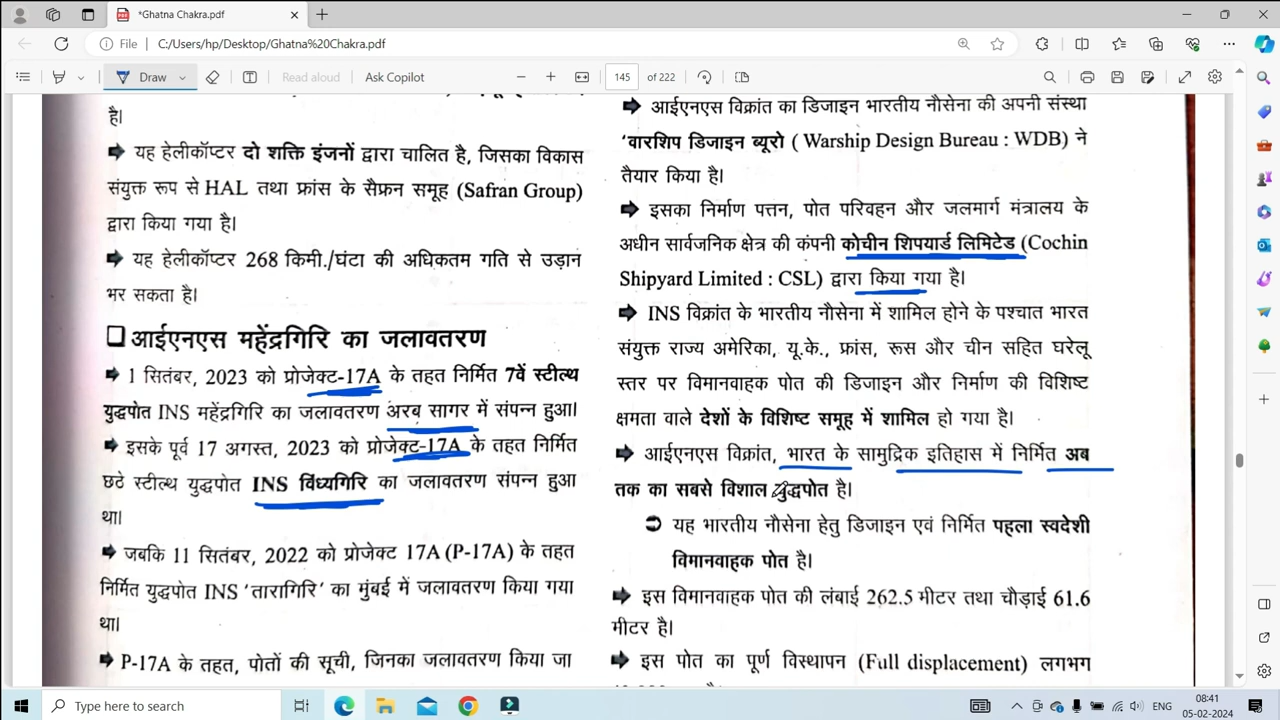 *Ghatna Chakra.pdf
File
C:/Users/hp/Desktop/Ghatna%20Chakra.pdf
Draw
Read aloud
Ask Copilot
145
of 222
है।
➡ यह हेलीकॉप्टर दो शक्ति इंजनों द्वारा चालित है, जिसका विकास
संयुक्त रूप से HAL तथा फ्रांस के सैफ्रन समूह (Safran Group)
द्वारा किया गया है।
➡ यह हेलीकॉप्टर 268 किमी./घंटा की अधिकतम गति से उड़ान
भर सकता है।
❑ आईएनएस महेंद्रगिरि का जलावतरण
➡ 1 सितंबर, 2023 को प्रोजेक्ट-17A के तहत निर्मित 7वें स्टील्थ
युद्धपोत INS महेंद्रगिरि का जलावतरण अरब सागर में संपन्न हुआ।
➡ इसके पूर्व 17 अगस्त, 2023 को प्रोजेक्ट-17A के तहत निर्मित
छठे स्टील्थ युद्धपोत INS विंध्यगिरि का जलावतरण संपन्न हुआ
था।
➡ जबकि 11 सितंबर, 2022 को प्रोजेक्ट 17A (P-17A) के तहत
निर्मित युद्धपोत INS 'तारागिरि' का मुंबई में जलावतरण किया गया
था।
➡ P-17A के तहत, पोतों की सूची, जिनका जलावतरण किया जा
➡ आईएनएस विक्रांत का डिजाइन भारतीय नौसेना की अपनी संस्था
'वारशिप डिजाइन ब्यूरो ( Warship Design Bureau : WDB) ने
तैयार किया है।
➡ इसका निर्माण पत्तन, पोत परिवहन और जलमार्ग मंत्रालय के
अधीन सार्वजनिक क्षेत्र की कंपनी कोचीन शिपयार्ड लिमिटेड (Cochin
Shipyard Limited : CSL) द्वारा किया गया है।
➡ INS विक्रांत के भारतीय नौसेना में शामिल होने के पश्चात भारत
संयुक्त राज्य अमेरिका, यू.के., फ्रांस, रूस और चीन सहित घरेलू
स्तर पर विमानवाहक पोत की डिजाइन और निर्माण की विशिष्ट
क्षमता वाले देशों के विशिष्ट समूह में शामिल हो गया है।
➡ आईएनएस विक्रांत, भारत के सामुद्रिक इतिहास में निर्मित अब
तक का सबसे विशाल युद्धपोत है।
➲ यह भारतीय नौसेना हेतु डिजाइन एवं निर्मित पहला स्वदेशी
विमानवाहक पोत है।
➡ इस विमानवाहक पोत की लंबाई 262.5 मीटर तथा चौड़ाई 61.6
मीटर है।
➡ इस पोत का पूर्ण विस्थापन (Full displacement) लगभग
Type here to search
ENG
08:41
05-02-2024